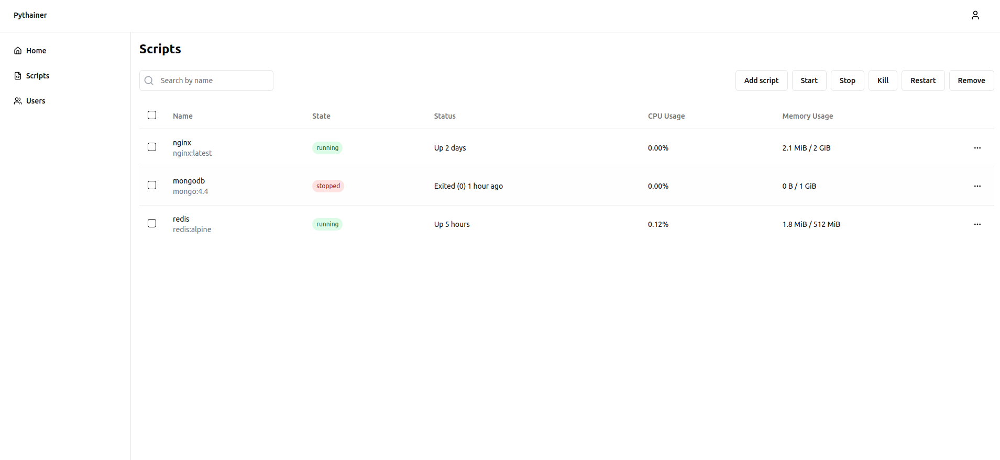 Pythainer
Home
Scripts
Users
Scripts
Search by name
Add script Start Stop Kill Restart Remove
Name State Status CPU Usage Memory Usage
nginx
nginx:latest
running Up 2 days 0.00% 2.1 MiB / 2 GiB
mongodb
mongo:4.4
stopped Exited (0) 1 hour ago 0.00% 0 B / 1 GiB
redis
redis:alpine
running Up 5 hours 0.12% 1.8 MiB / 512 MiB